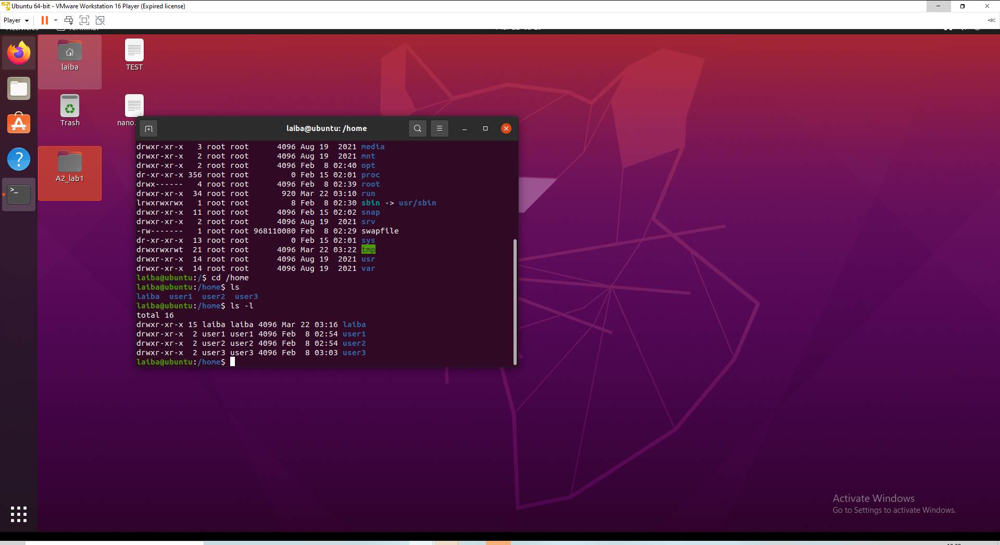 Ubuntu 64-bit - VMware Workstation 16 Player (Expired license)
Player
Activities
Terminal
laiba
TEST
Trash
nano.
A2_lab1
laiba@ubuntu: /home
drwxr-xr-x   3 root root      4096 Aug 19  2021 media
drwxr-xr-x   2 root root      4096 Aug 19  2021 mnt
drwxr-xr-x   2 root root      4096 Feb  8 02:40 opt
dr-xr-xr-x 356 root root         0 Feb 15 02:01 proc
drwx------   4 root root      4096 Feb  8 02:39 root
drwxr-xr-x  34 root root       920 Mar 22 03:10 run
lrwxrwxrwx   1 root root         8 Feb  8 02:30 sbin -> usr/sbin
drwxr-xr-x  11 root root      4096 Feb 15 02:02 snap
drwxr-xr-x   2 root root      4096 Aug 19  2021 srv
-rw-------   1 root root 968110080 Feb  8 02:29 swapfile
dr-xr-xr-x  13 root root         0 Feb 15 02:01 sys
drwxrwxrwt  21 root root      4096 Mar 22 03:22 tmp
drwxr-xr-x  14 root root      4096 Aug 19  2021 usr
drwxr-xr-x  14 root root      4096 Aug 19  2021 var
laiba@ubuntu:/$ cd /home
laiba@ubuntu:/home$ ls
laiba  user1  user2  user3
laiba@ubuntu:/home$ ls -l
total 16
drwxr-xr-x 15 laiba laiba 4096 Mar 22 03:16 laiba
drwxr-xr-x  2 user1 user1 4096 Feb  8 02:54 user1
drwxr-xr-x  2 user2 user2 4096 Feb  8 02:54 user2
drwxr-xr-x  2 user3 user3 4096 Feb  8 03:03 user3
laiba@ubuntu:/home$
Activate Windows
Go to Settings to activate Windows.